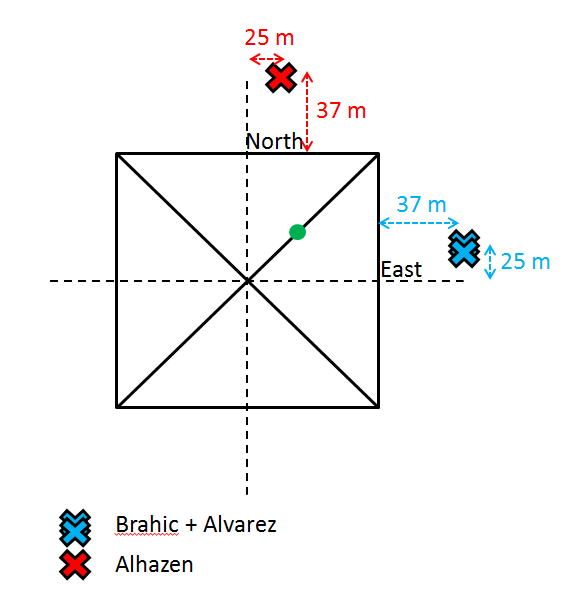 25 m
37 m
North
37 m
East
25 m
Brahic + Alvarez
Alhazen